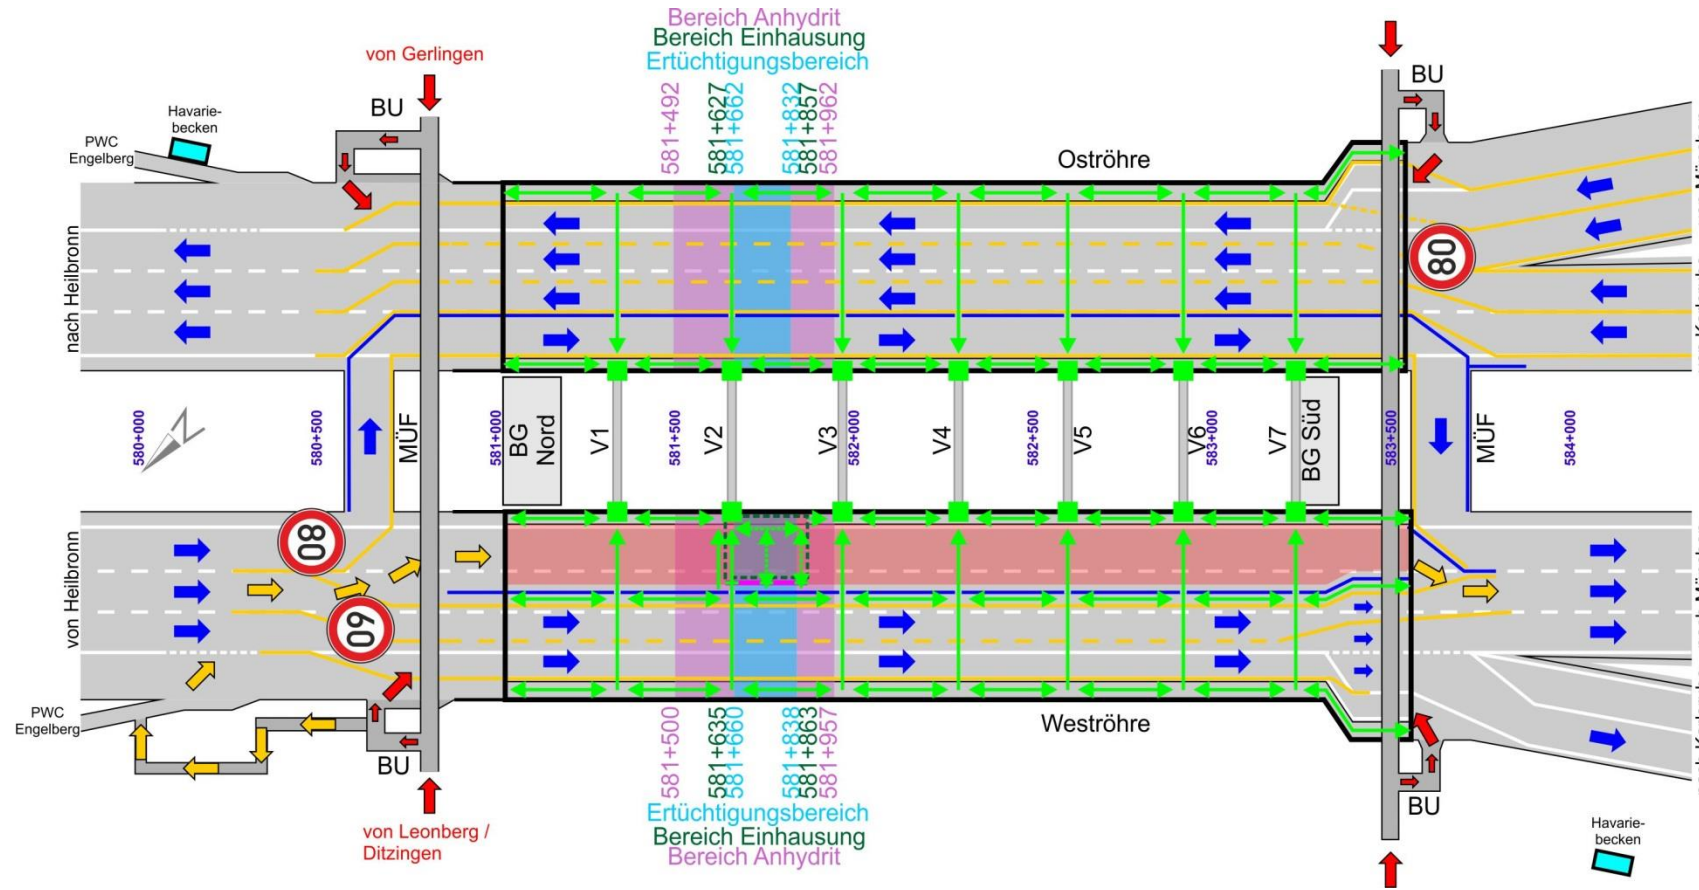 Bereich Anhydrit
Bereich Einhausung
Ertüchtigungsbereich
von Gerlingen
BU
BU
581+492
581+627
581+662
581+832
581+857
581+962
Havarie-
becken
PWC
Engelberg
Oströhre
80
nach Heilbronn
580+000
580+500
MÜF
581+000
BG
Nord
V1
581+500
V2
V3
582+000
V4
582+500
V5
V6
583+000
V7
BG Süd
583+500
MÜF
584+000
80
60
von Heilbronn
PWC
Engelberg
BU
Weströhre
BU
581+500
581+635
581+660
581+838
581+863
581+957
Ertüchtigungsbereich
Bereich Einhausung
Bereich Anhydrit
von Leonberg /
Ditzingen
Havarie-
becken